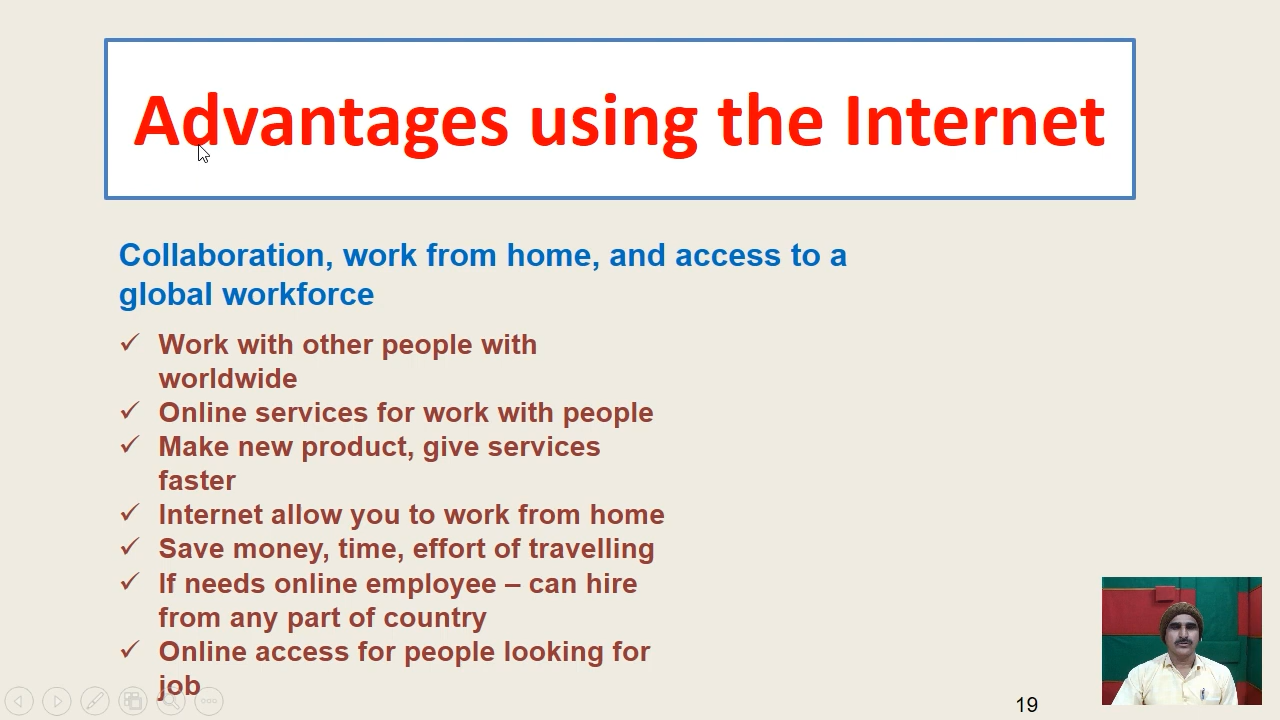 Advantages using the Internet
Collaboration, work from home, and access to a
global workforce
✓ Work with other people with
worldwide
✓ Online services for work with people
✓ Make new product, give services
faster
✓ Internet allow you to work from home
✓ Save money, time, effort of travelling
✓ If needs online employee – can hire
from any part of country
✓ Online access for people looking for
job
19